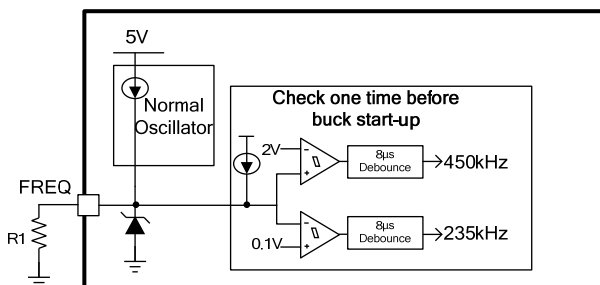 5V
Normal
Oscillator
Check one time before
buck start-up
2V
8µs
Debounce
450kHz
FREQ
R1
0.1V
8µs
Debounce
235kHz